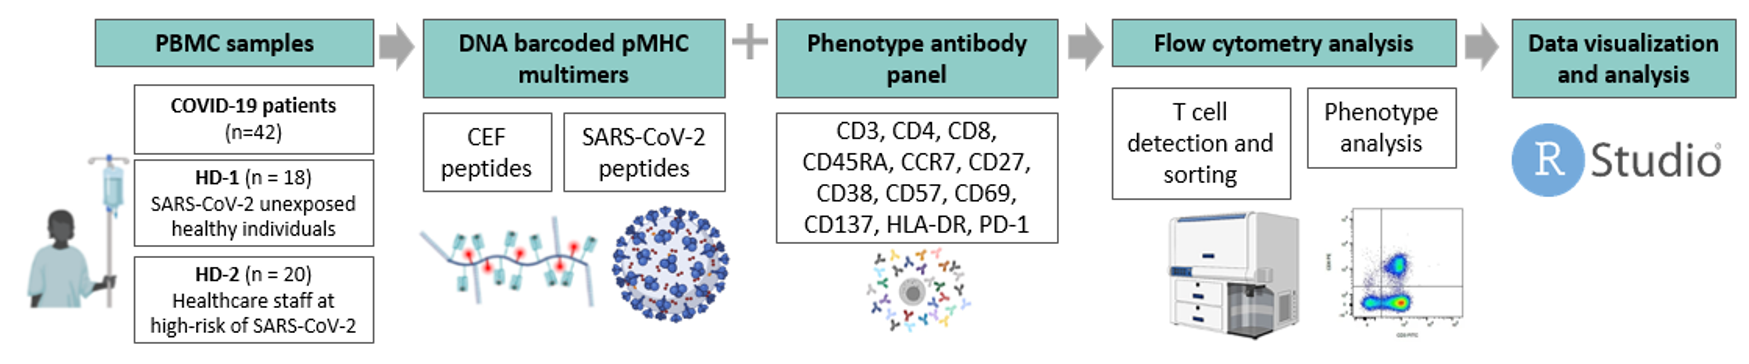 PBMC samples
COVID-19 patients
(n=42)
HD-1 (n = 18)
SARS-CoV-2 unexposed
healthy individuals
HD-2 (n = 20)
Healthcare staff at
high-risk of SARS-CoV-2
DNA barcoded pMHC
multimers
CEF
peptides
SARS-CoV-2
peptides
+
Phenotype antibody
panel
CD3, CD4, CD8,
CD45RA, CCR7, CD27,
CD38, CD57, CD69,
CD137, HLA-DR, PD-1
Flow cytometry analysis
T cell
detection and
sorting
Phenotype
analysis
Data visualization
and analysis
R Studio